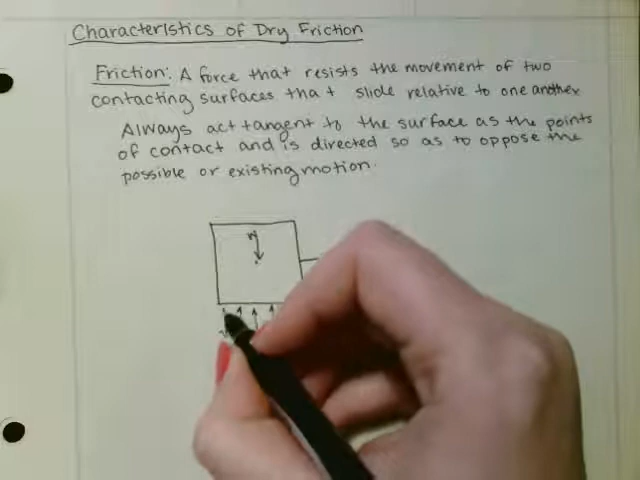 Characteristics of Dry Friction
Friction: A force that resists the movement of two
contacting surfaces that slide relative to one another
Always act tangent to the surface as the points
of contact and is directed so as to oppose the
possible or existing motion.
W